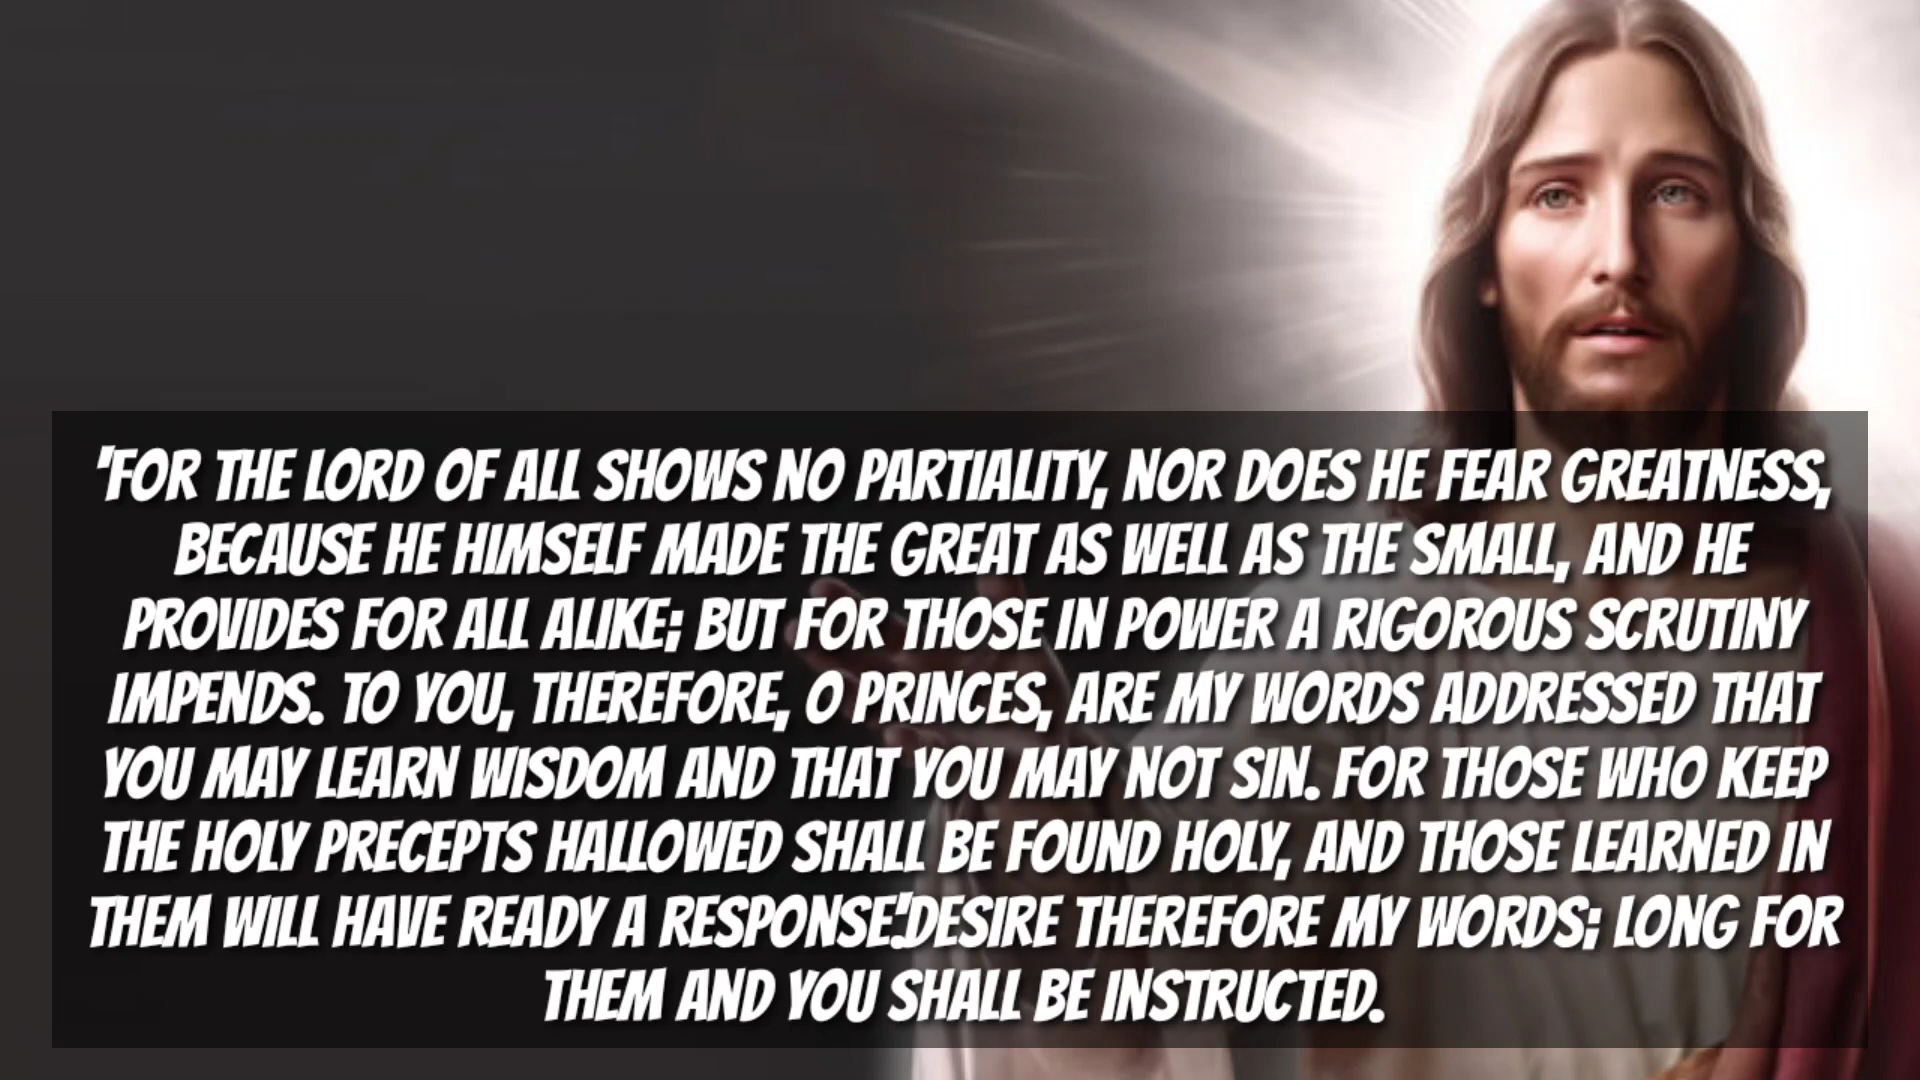 "FOR THE LORD OF ALL SHOWS NO PARTIALITY, NOR DOES HE FEAR GREATNESS,
BECAUSE HE HIMSELF MADE THE GREAT AS WELL AS THE SMALL, AND HE
PROVIDES FOR ALL ALIKE; BUT FOR THOSE IN POWER A RIGOROUS SCRUTINY
IMPENDS. TO YOU, THEREFORE, O PRINCES, ARE MY WORDS ADDRESSED THAT
YOU MAY LEARN WISDOM AND THAT YOU MAY NOT SIN. FOR THOSE WHO KEEP
THE HOLY PRECEPTS HALLOWED SHALL BE FOUND HOLY, AND THOSE LEARNED IN
THEM WILL HAVE READY A RESPONSE."DESIRE THEREFORE MY WORDS; LONG FOR
THEM AND YOU SHALL BE INSTRUCTED.